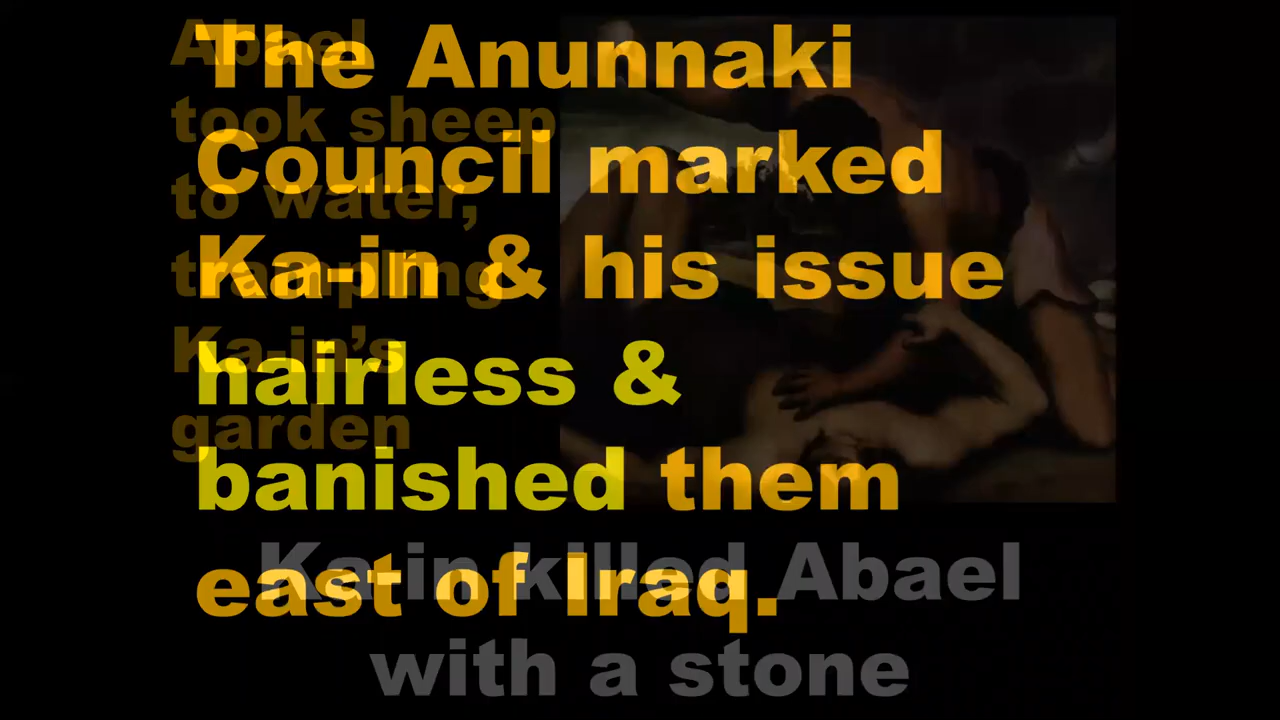 The Anunnaki
Council marked
Ka-in & his issue
hairless &
banished them
east of Iraq.
Abael
took sheep
to water,
trampling
Ka-in's
garden
Ka-in killed Abael
with a stone